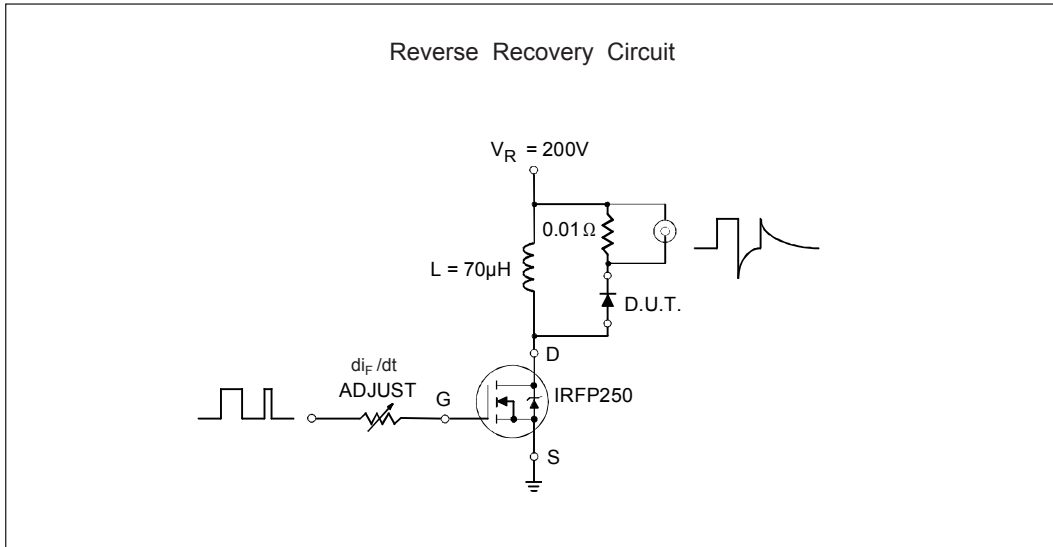 Reverse Recovery Circuit
V_R = 200V
0.01 Ω
L = 70µH
D.U.T.
di_F/dt
ADJUST
G
D
IRFP250
S